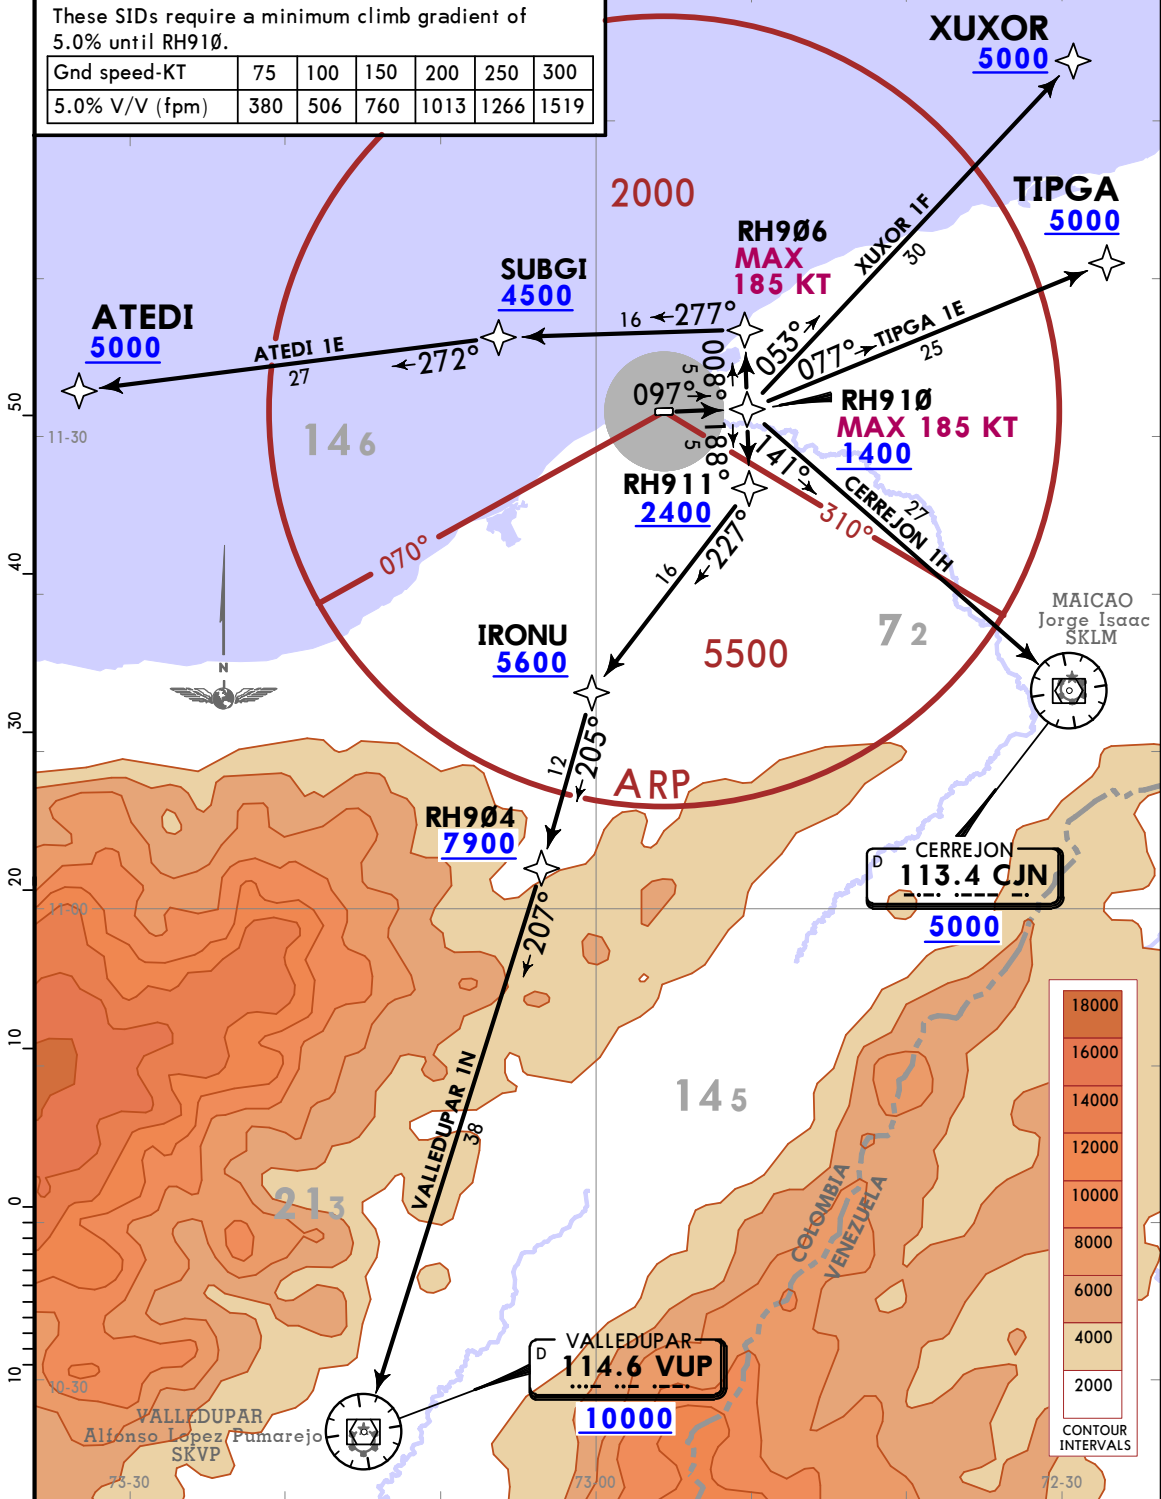 These SIDs require a minimum climb gradient of
5.0% until RH91Ø.
Gnd speed-KT 75 100 150 200 250 300
5.0% V/V (fpm) 380 506 760 1013 1266 1519
XUXOR
5000
TIPGA
5000
2000
RH9Ø6
MAX
185 KT
XUXOR 1F
30
SUBGI
4500
ATEDI
5000
16
277°
ATEDI 1E
27
272°
008°
5
053°
077°
TIPGA 1E
25
097°
RH91Ø
MAX 185 KT
1400
50
11-30
146
188°
5
141°
RH911
2400
CERREJON 1H
27
310°
070°
227°
16
40
MAICAO
Jorge Isaac
SKLM
72
IRONU
5600
5500
N
30
205°
12
ARP
RH9Ø4
7900
CERREJON
D
113.4 CJN
5000
20
11-00
207°
10
VALLEDUPAR 1N
38
145
213
0
COLOMBIA
VENEZUELA
18000
16000
14000
12000
10000
8000
6000
4000
2000
CONTOUR
INTERVALS
VALLEDUPAR
D
114.6 VUP
10000
10
10-30
VALLEDUPAR
Alfonso Lopez Pumarejo
SKVP
73-30
73-00
72-30